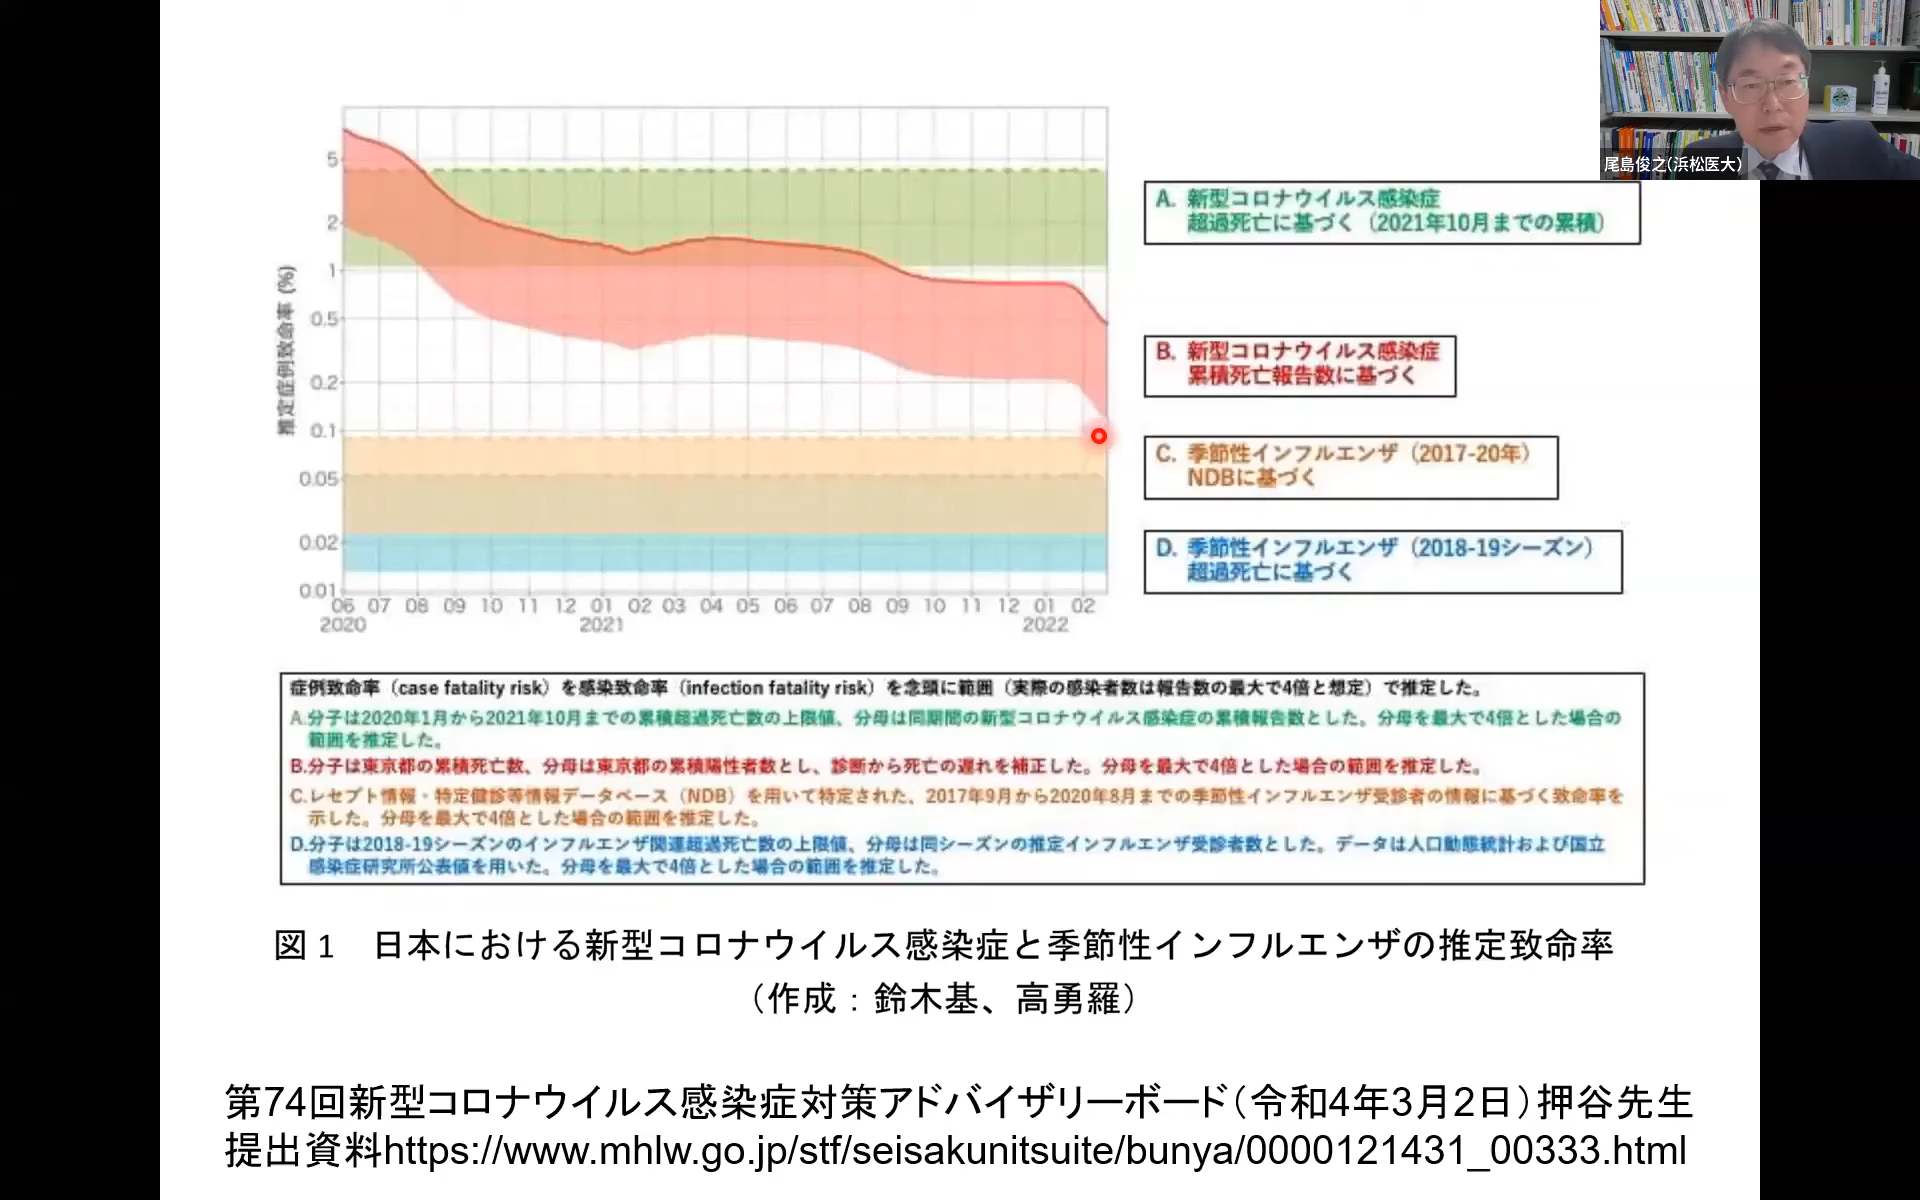 尾島俊之(浜松医大)
推定症例致命率 (%)
5
2
1
0.5
0.2
0.1
0.05
0.02
0.01
06 07 08 09 10 11 12 01 02 03 04 05 06 07 08 09 10 11 12 01 02
2020 2021 2022
A. 新型コロナウイルス感染症
超過死亡に基づく（2021年10月までの累積）
B. 新型コロナウイルス感染症
累積死亡報告数に基づく
C. 季節性インフルエンザ（2017-20年）
NDBに基づく
D. 季節性インフルエンザ（2018-19シーズン）
超過死亡に基づく
症例致命率（case fatality risk）を感染致命率（infection fatality risk）を念頭に範囲（実際の感染者数は報告数の最大で4倍と想定）で推定した。
A.分子は2020年1月から2021年10月までの累積超過死亡数の上限値、分母は同期間の新型コロナウイルス感染症の累積報告数とした。分母を最大で4倍とした場合の
範囲を推定した。
B.分子は東京都の累積死亡数、分母は東京都の累積陽性者数とし、診断から死亡の遅れを補正した。分母を最大で4倍とした場合の範囲を推定した。
C.レセプト情報・特定健診等情報データベース（NDB）を用いて特定された、2017年9月から2020年8月までの季節性インフルエンザ受診者の情報に基づく致命率を
示した。分母を最大で4倍とした場合の範囲を推定した。
D.分子は2018-19シーズンのインフルエンザ関連超過死亡数の上限値、分母は同シーズンの推定インフルエンザ受診者数とした。データは人口動態統計および国立
感染症研究所公表値を用いた。分母を最大で4倍とした場合の範囲を推定した。
図1　日本における新型コロナウイルス感染症と季節性インフルエンザの推定致命率
（作成：鈴木基、高勇羅）
第74回新型コロナウイルス感染症対策アドバイザリーボード（令和4年3月2日）押谷先生
提出資料https://www.mhlw.go.jp/stf/seisakunitsuite/bunya/0000121431_00333.html